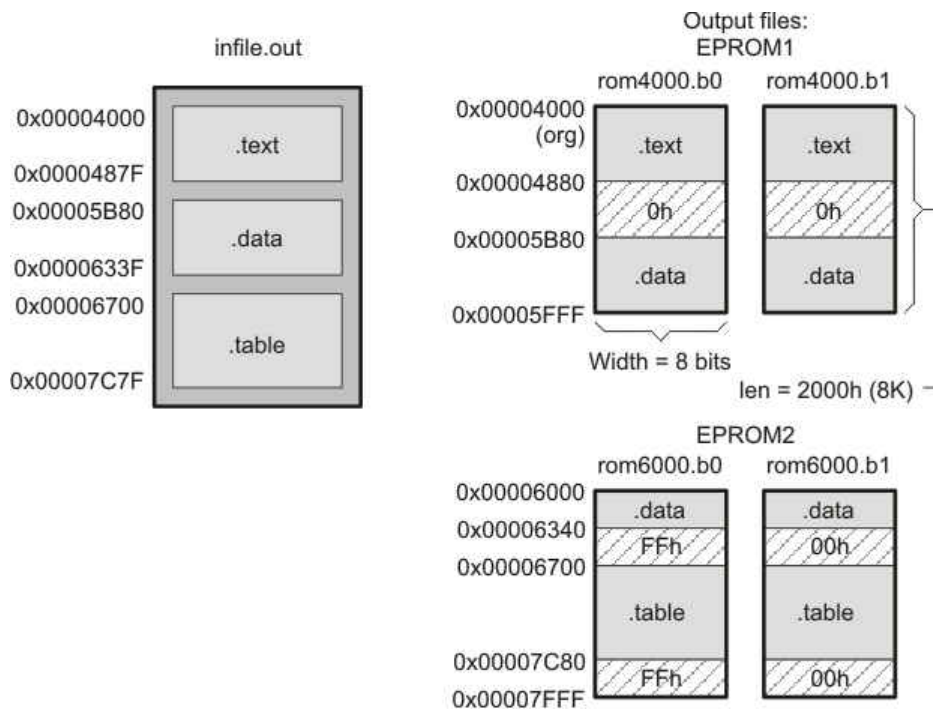 infile.out
0x00004000
.text
0x0000487F
0x00005B80
.data
0x0000633F
0x00006700
.table
0x00007C7F
Output files:
EPROM1
rom4000.b0 rom4000.b1
0x00004000
(org)
.text .text
0x00004880
0h 0h
0x00005B80
.data .data
0x00005FFF
Width = 8 bits
len = 2000h (8K)
EPROM2
rom6000.b0 rom6000.b1
0x00006000
.data .data
0x00006340
FFh 00h
0x00006700
.table .table
0x00007C80
FFh 00h
0x00007FFF